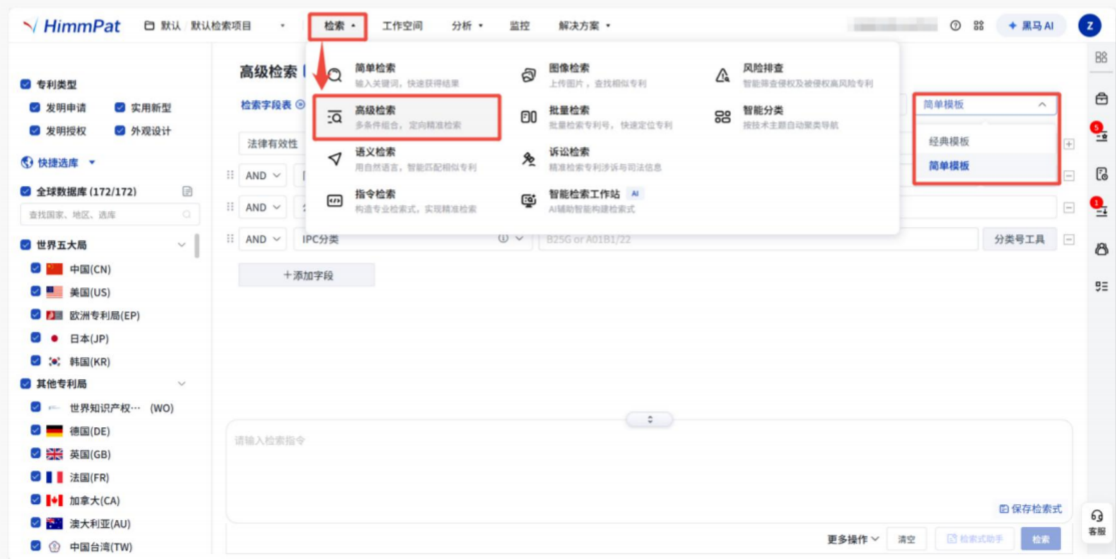 HimmPat 默认 默认检索项目 检索 工作空间 分析 监控 解决方案 黑马 AI Z
专利类型
发明申请 实用新型
发明授权 外观设计
快捷选库
全球数据库 (172/172)
查找国家、地区、选库
世界五大局
中国(CN)
美国(US)
欧洲专利局(EP)
日本(JP)
韩国(KR)
其他专利局
世界知识产权… (WO)
德国(DE)
英国(GB)
法国(FR)
加拿大(CA)
澳大利亚(AU)
中国台湾(TW)
高级检索
检索字段表
法律有效性
AND
AND
AND IPC分类 B25G or A01B1/22 分类号工具
+添加字段
简单检索
输入关键词，快速获得结果
高级检索
多条件组合，定向精准检索
语义检索
用自然语言，智能匹配相似专利
指令检索
构造专业检索式，实现精准检索
图像检索
上传图片，查找相似专利
批量检索
批量检索专利号，快速定位专利
诉讼检索
精准检索专利涉诉与司法信息
智能检索工作站 AI
AI辅助智能构建检索式
风险排查
智能筛查侵权及被侵权高风险专利
智能分类
按技术主题自动聚类导航
简单模板
经典模板
简单模板
5
1
客服
请输入检索指令
保存检索式
更多操作 清空 检索式助手 检索